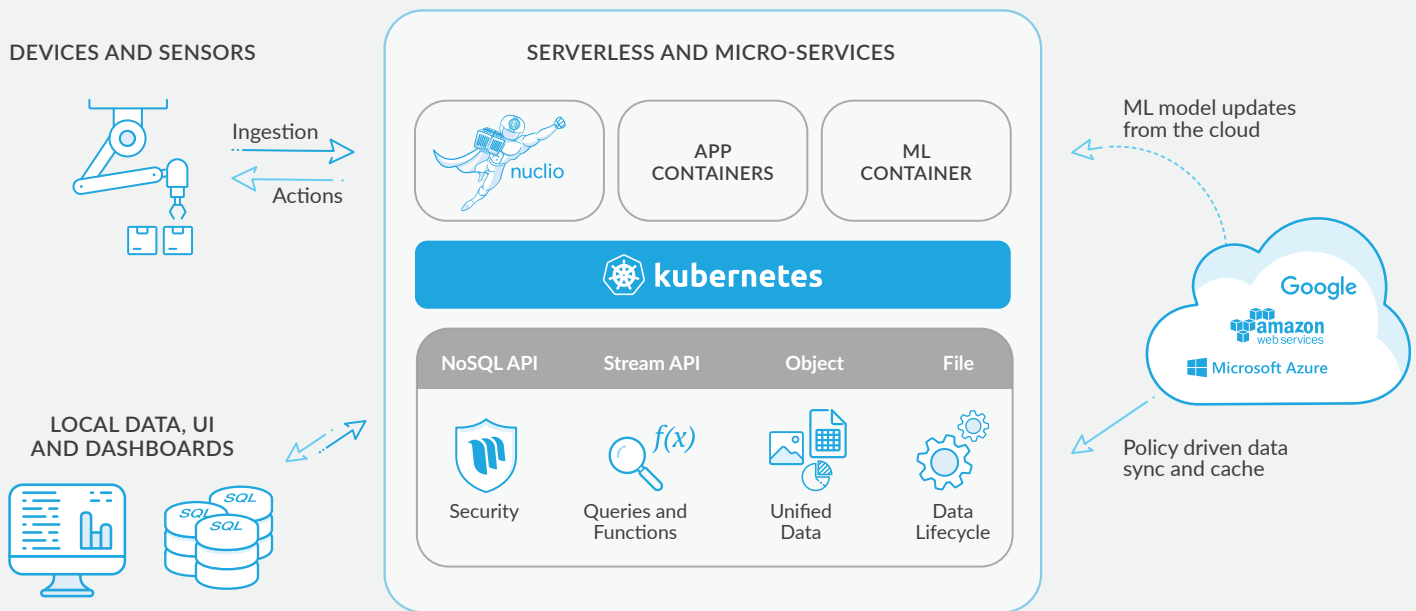 DEVICES AND SENSORS
Ingestion
Actions
LOCAL DATA, UI
AND DASHBOARDS
SQL
SQL
SQL
SERVERLESS AND MICRO-SERVICES
nuclio
APP
CONTAINERS
ML
CONTAINER
kubernetes
NoSQL API
Stream API
Object
File
f(x)
Security
Queries and
Functions
Unified
Data
Data
Lifecycle
ML model updates
from the cloud
Google
amazon
web services
Microsoft Azure
Policy driven data
sync and cache